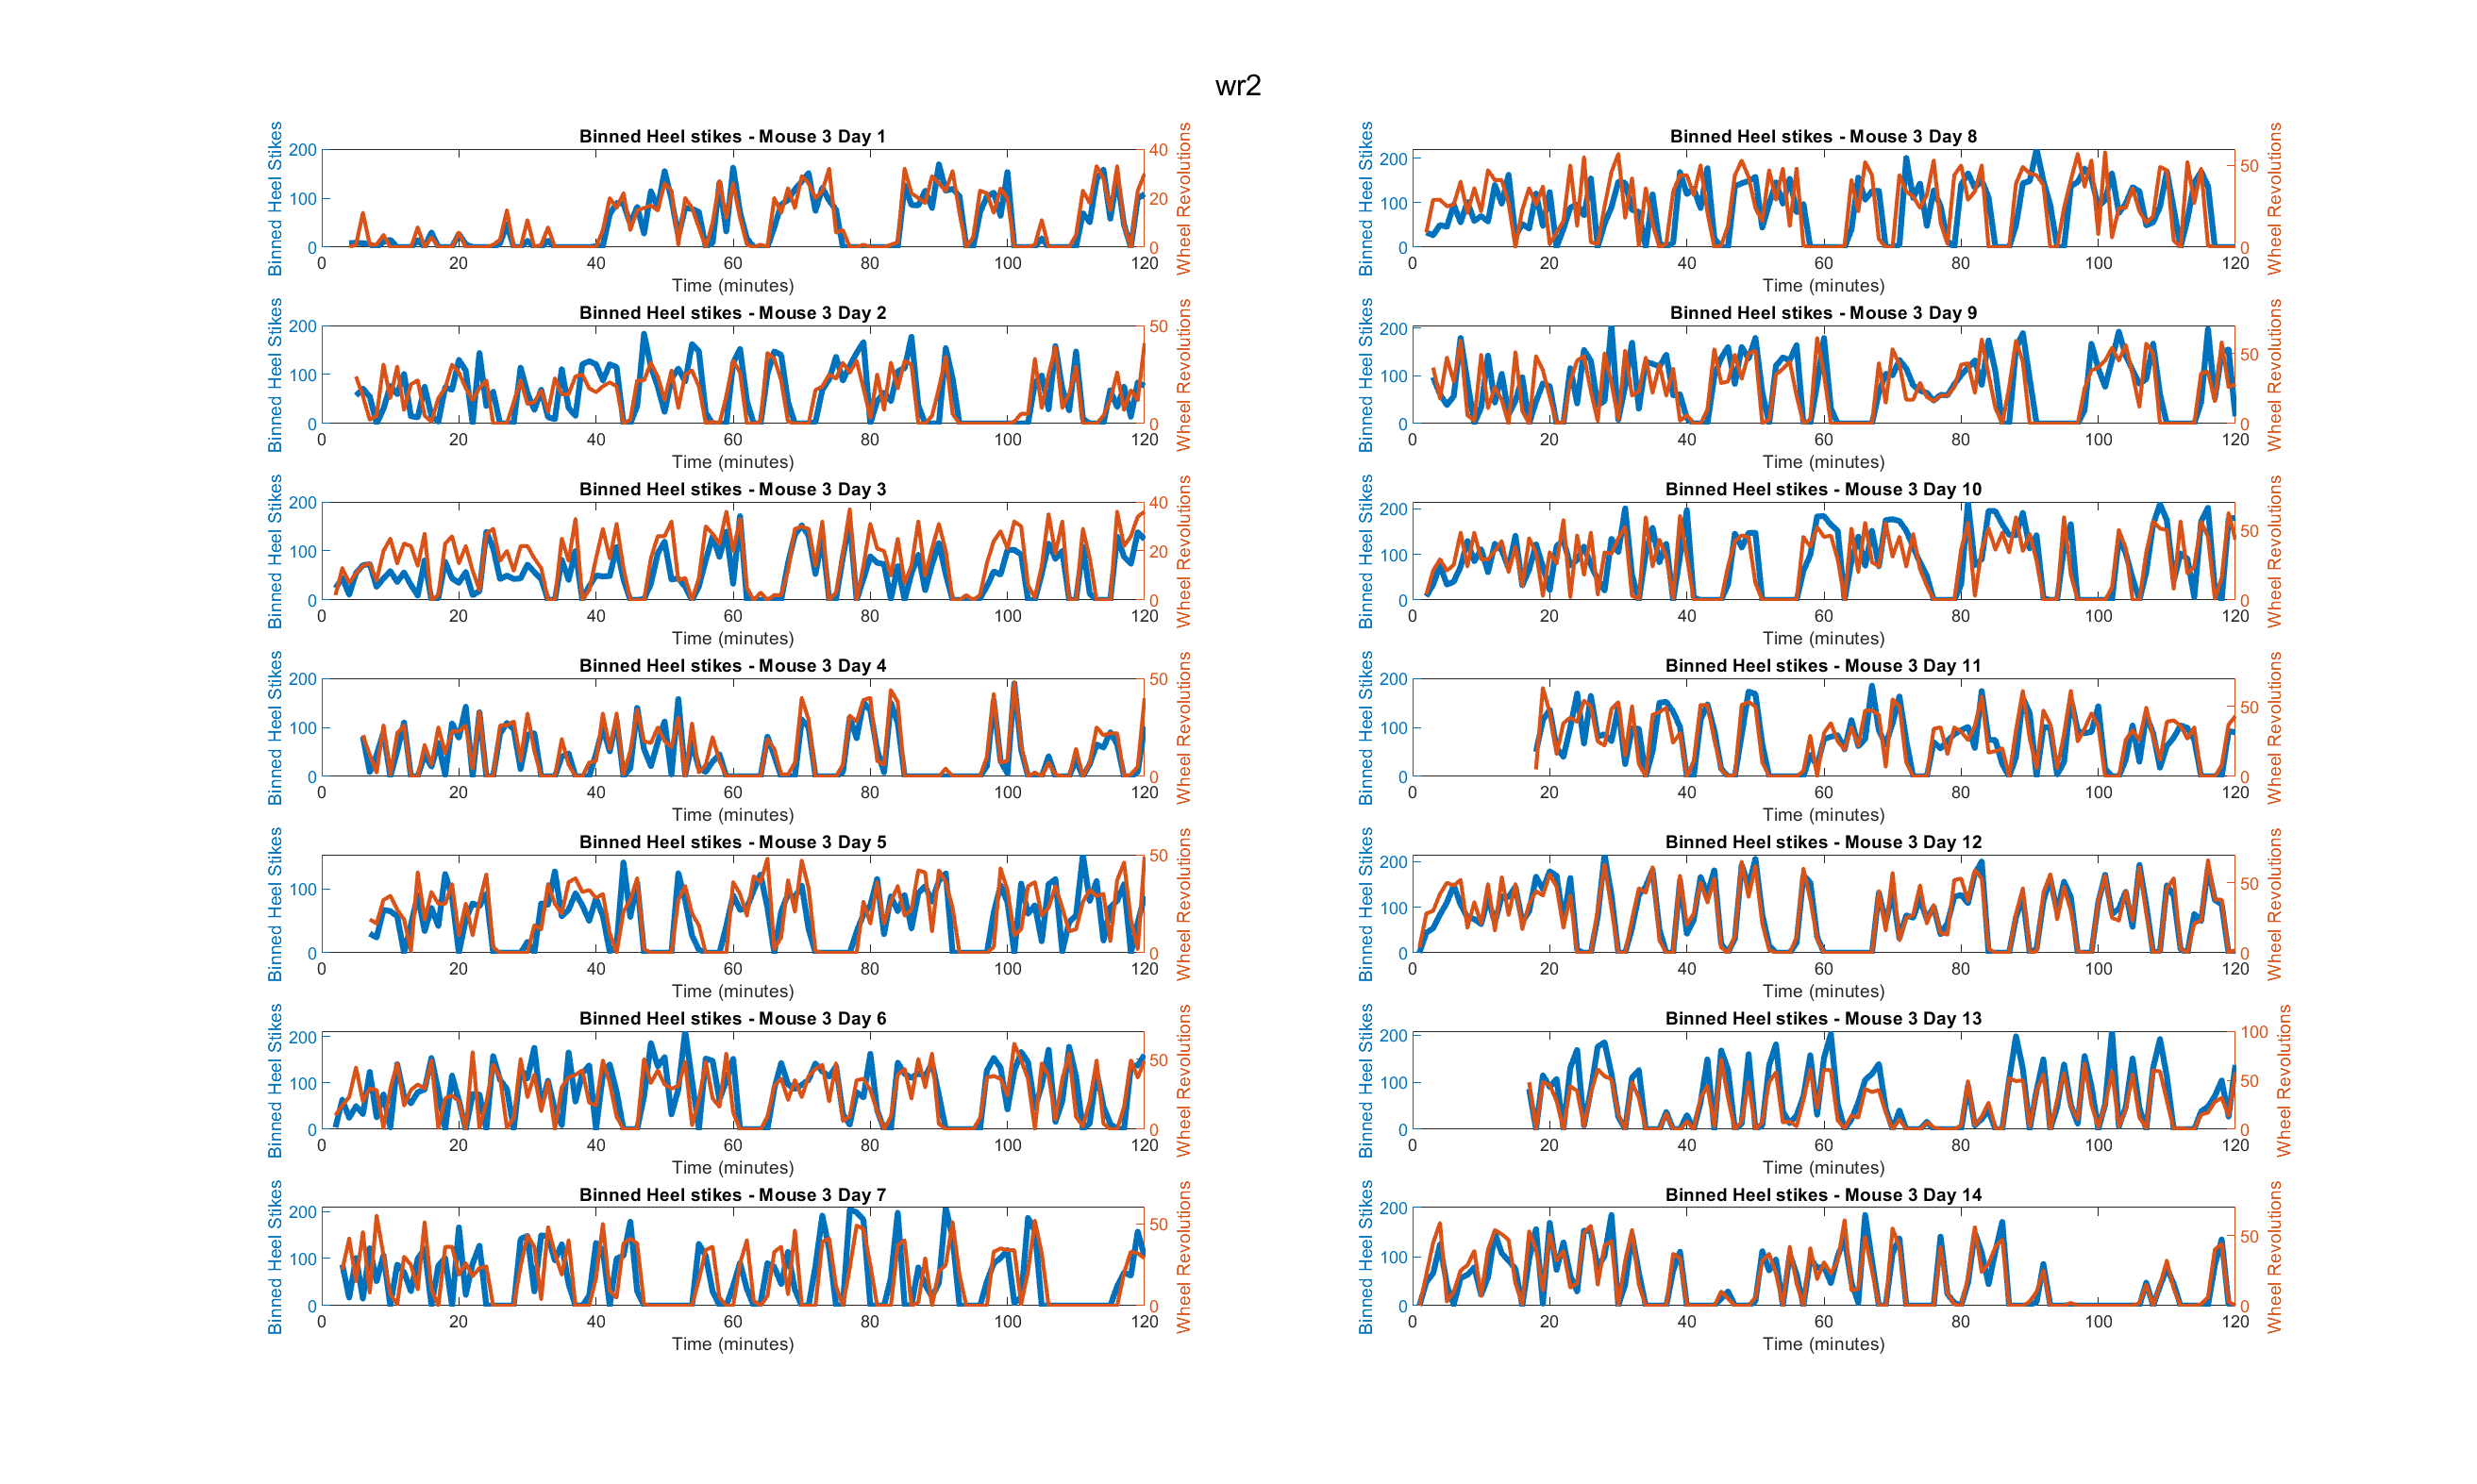 wr2
Binned Heel stikes - Mouse 3 Day 1
Binned Heel Stikes
200
100
0
40
20
0
Wheel Revolutions
0 20 40 60 80 100 120
Time (minutes)
Binned Heel stikes - Mouse 3 Day 2
Binned Heel Stikes
200
100
0
50
0
Wheel Revolutions
0 20 40 60 80 100 120
Time (minutes)
Binned Heel stikes - Mouse 3 Day 3
Binned Heel Stikes
200
100
0
40
20
0
Wheel Revolutions
0 20 40 60 80 100 120
Time (minutes)
Binned Heel stikes - Mouse 3 Day 4
Binned Heel Stikes
200
100
0
50
0
Wheel Revolutions
0 20 40 60 80 100 120
Time (minutes)
Binned Heel stikes - Mouse 3 Day 5
Binned Heel Stikes
100
0
50
0
Wheel Revolutions
0 20 40 60 80 100 120
Time (minutes)
Binned Heel stikes - Mouse 3 Day 6
Binned Heel Stikes
200
100
0
50
0
Wheel Revolutions
0 20 40 60 80 100 120
Time (minutes)
Binned Heel stikes - Mouse 3 Day 7
Binned Heel Stikes
200
100
0
50
0
Wheel Revolutions
0 20 40 60 80 100 120
Time (minutes)
Binned Heel stikes - Mouse 3 Day 8
Binned Heel Stikes
200
100
0
50
0
Wheel Revolutions
0 20 40 60 80 100 120
Time (minutes)
Binned Heel stikes - Mouse 3 Day 9
Binned Heel Stikes
200
100
0
50
0
Wheel Revolutions
0 20 40 60 80 100 120
Time (minutes)
Binned Heel stikes - Mouse 3 Day 10
Binned Heel Stikes
200
100
0
50
0
Wheel Revolutions
0 20 40 60 80 100 120
Time (minutes)
Binned Heel stikes - Mouse 3 Day 11
Binned Heel Stikes
200
100
0
50
0
Wheel Revolutions
0 20 40 60 80 100 120
Time (minutes)
Binned Heel stikes - Mouse 3 Day 12
Binned Heel Stikes
200
100
0
50
0
Wheel Revolutions
0 20 40 60 80 100 120
Time (minutes)
Binned Heel stikes - Mouse 3 Day 13
Binned Heel Stikes
200
100
0
100
50
0
Wheel Revolutions
0 20 40 60 80 100 120
Time (minutes)
Binned Heel stikes - Mouse 3 Day 14
Binned Heel Stikes
200
100
0
50
0
Wheel Revolutions
0 20 40 60 80 100 120
Time (minutes)